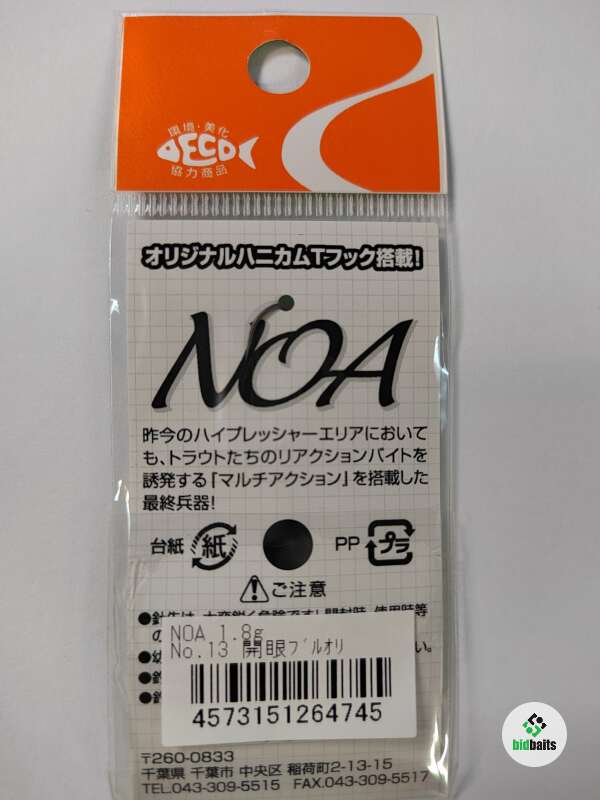 環境・美化
DECO
協力商品
オリジナルハニカムTフック搭載!
NOA
昨今のハイプレッシャーエリアにおいて
も、トラウトたちのリアクションバイトを
誘発する「マルチアクション」を搭載した
最終兵器!
台紙 紙 PP プラ
ご注意
NOA 1.8g
No.13 開眼ブルオリ
4573151264745
〒260-0833
千葉県 千葉市 中央区 稲荷町2-13-15
TEL.043-309-5515 FAX.043-309-5517
bidbaits